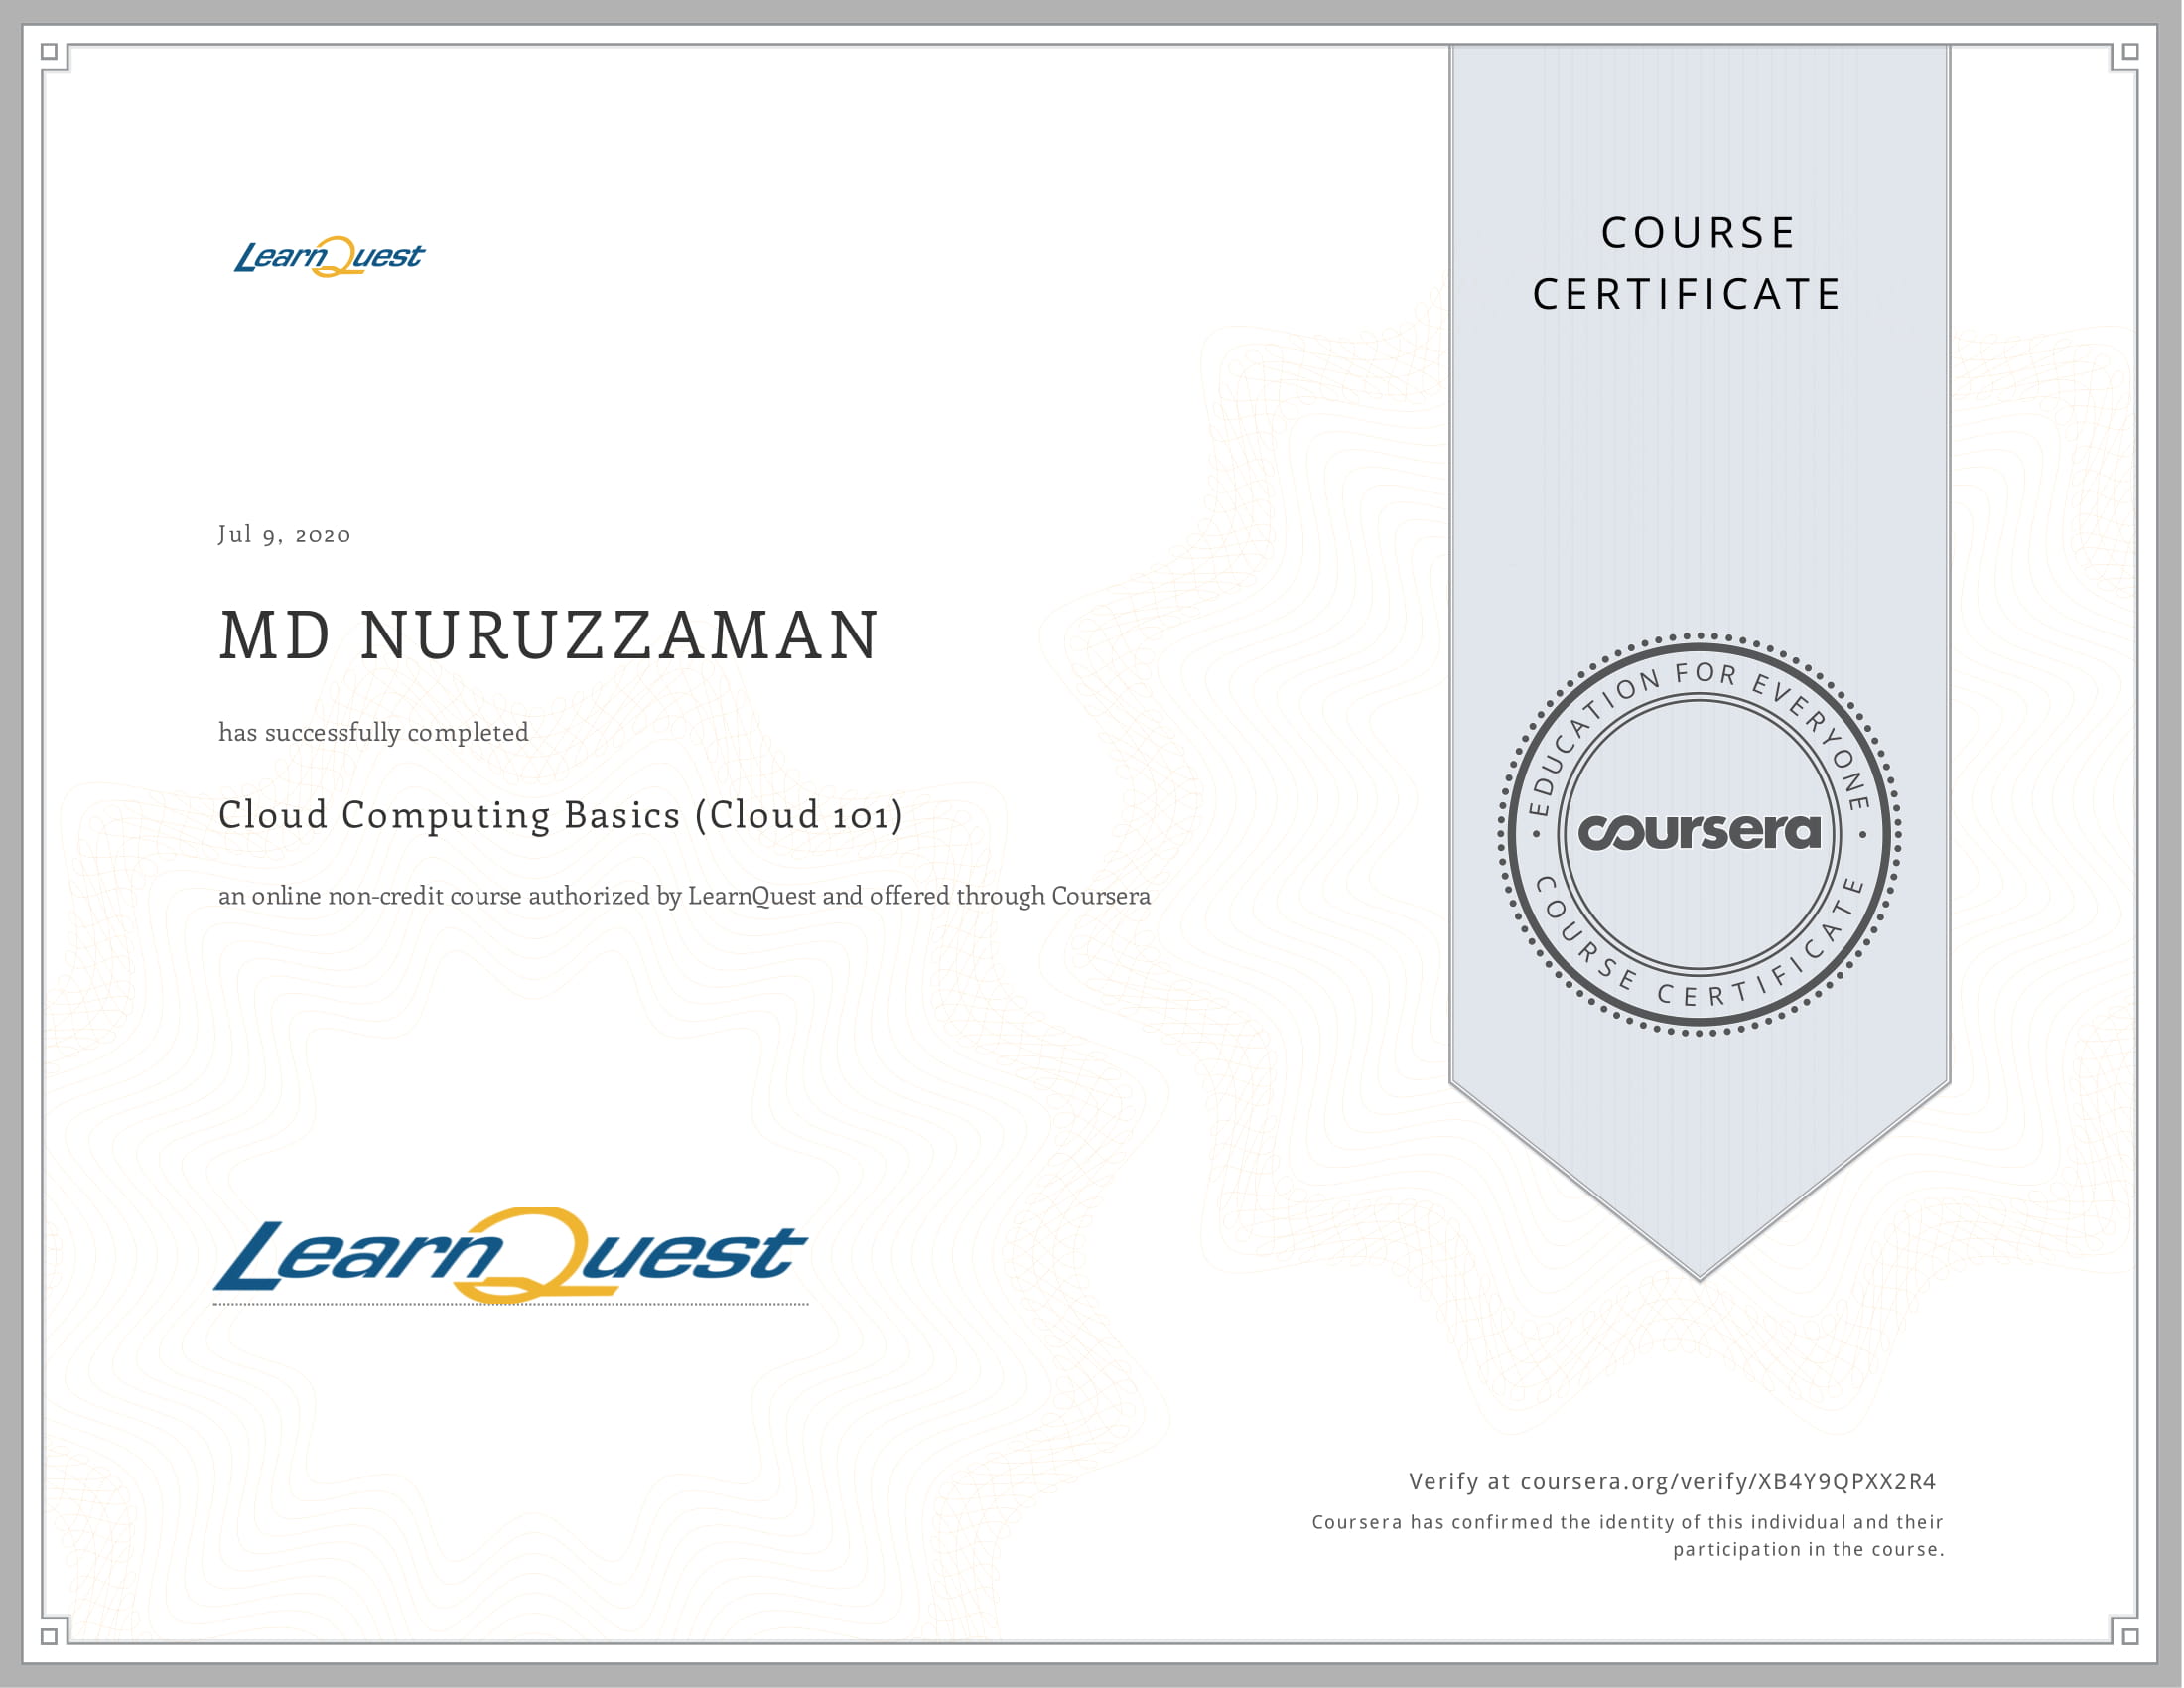 LearnQuest
COURSE
CERTIFICATE
Jul 9, 2020
MD NURUZZAMAN
has successfully completed
Cloud Computing Basics (Cloud 101)
an online non-credit course authorized by LearnQuest and offered through Coursera
• EDUCATION FOR EVERYONE •
coursera
COURSE CERTIFICATE
LearnQuest
Verify at coursera.org/verify/XB4Y9QPXX2R4
Coursera has confirmed the identity of this individual and their
participation in the course.